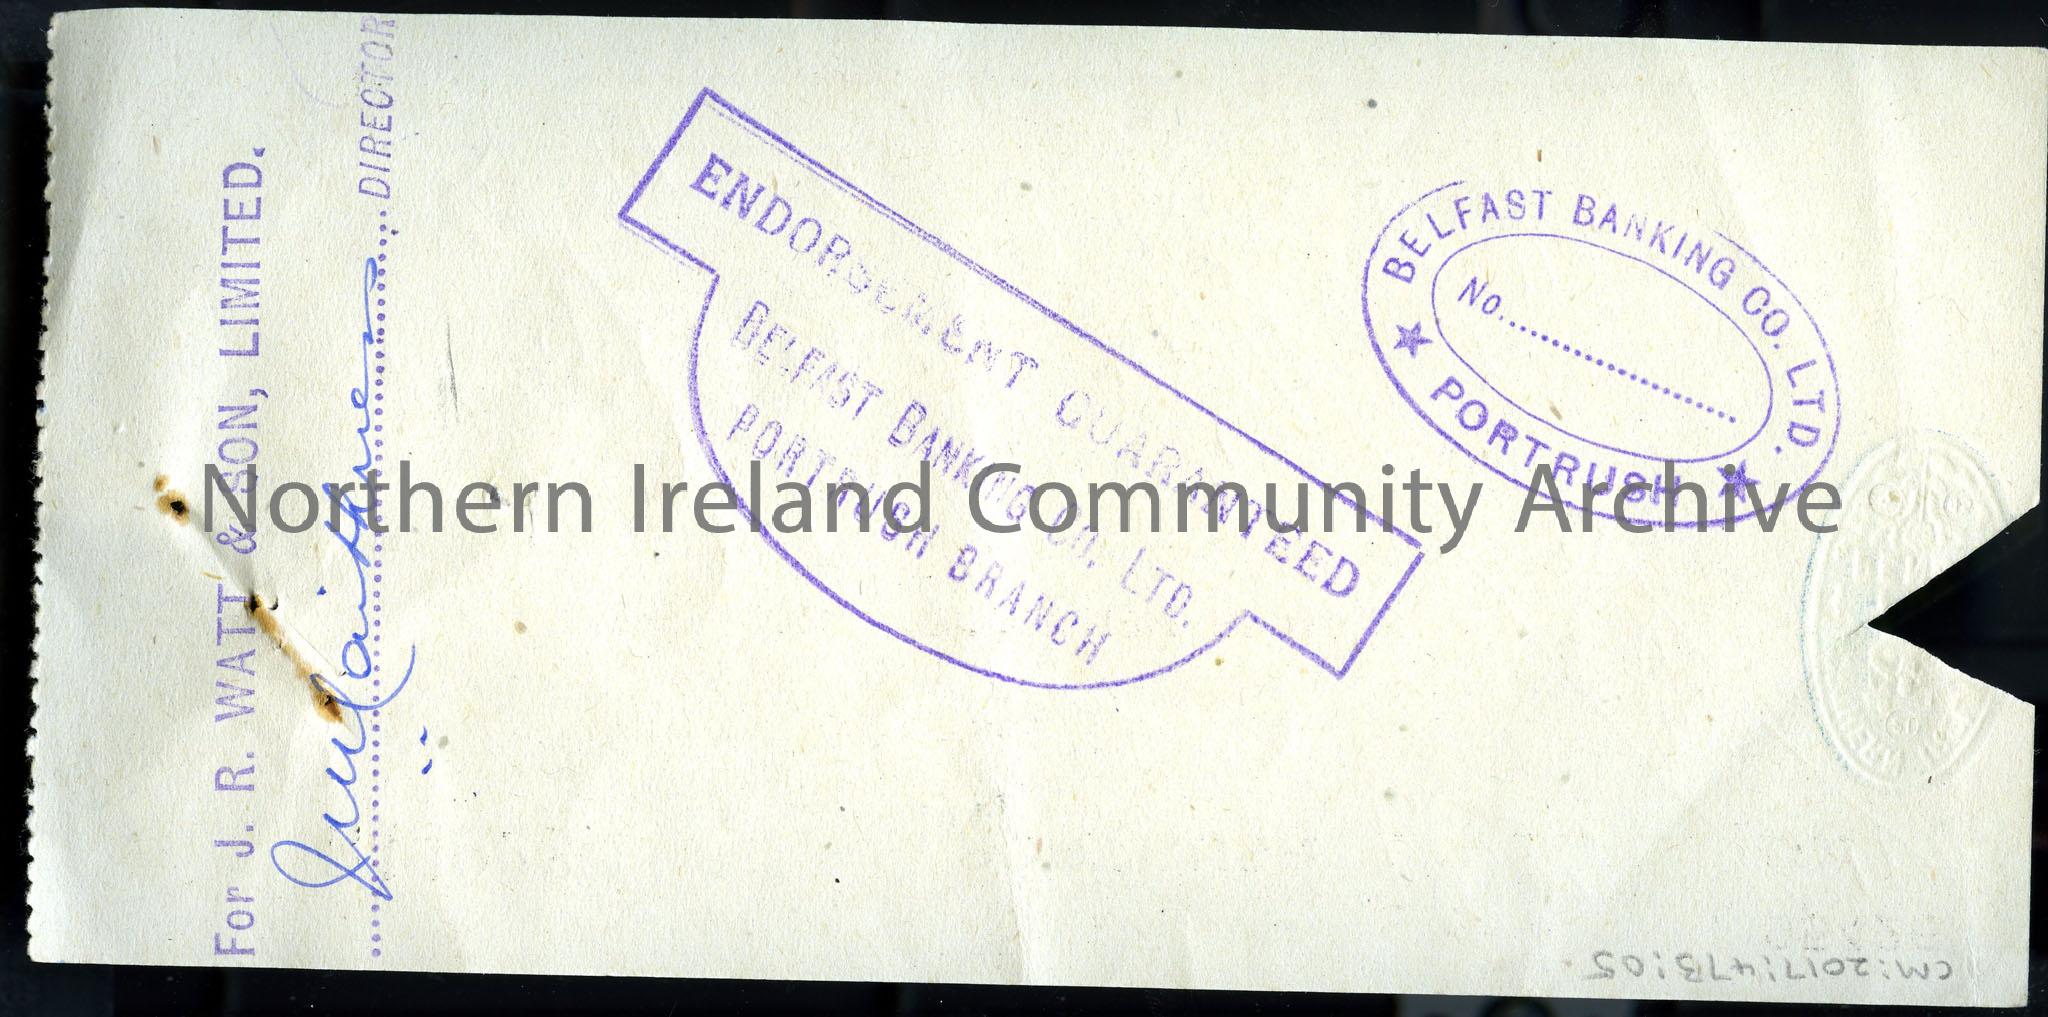 For J. R. WATT & SON, LIMITED.
DIRECTOR
ENDORSEMENT GUARANTEED
BELFAST BANKING CO. LTD.
PORTRUSH BRANCH
BELFAST BANKING CO. LTD.
No.
★ PORTRUSH ★
Northern Ireland Community Archive
CM:2017:473:05